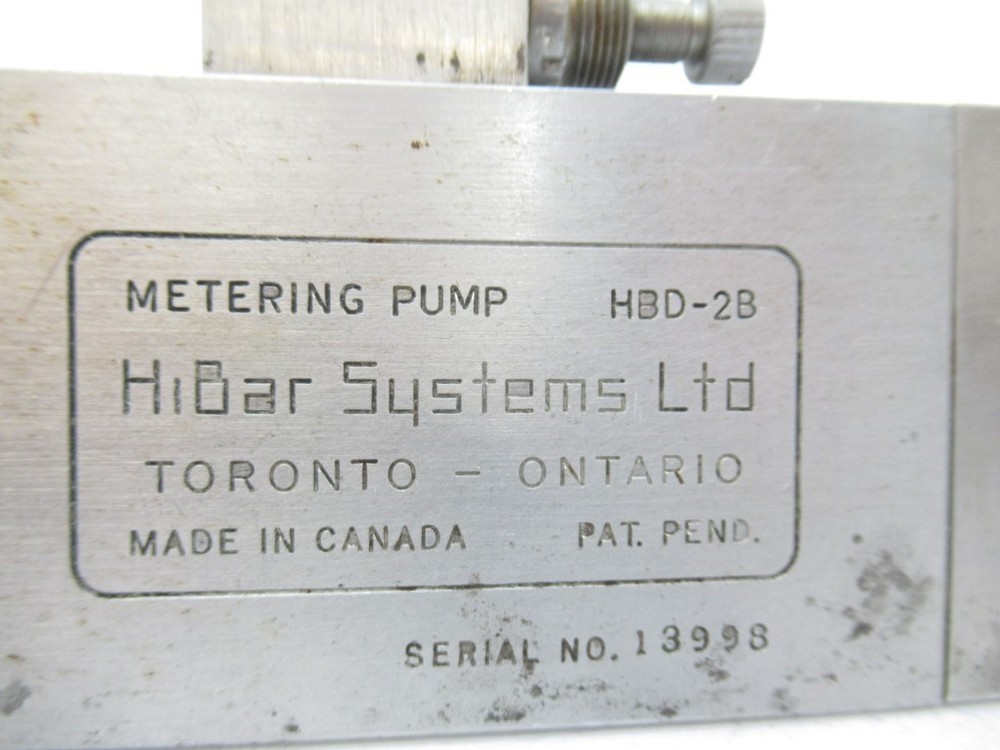 METERING PUMP HBD-2B
HiBar Systems Ltd
TORONTO - ONTARIO
MADE IN CANADA PAT. PEND.
SERIAL NO. 13998